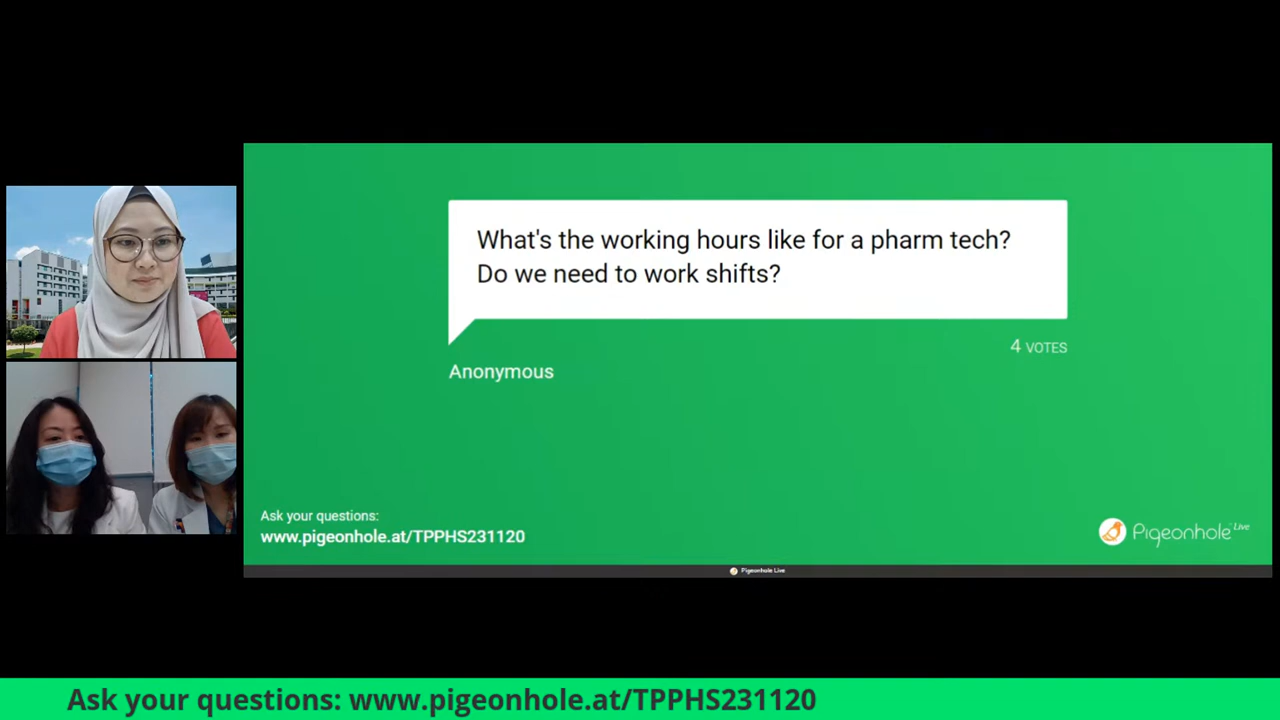 What's the working hours like for a pharm tech?
Do we need to work shifts?
4 VOTES
Anonymous
Ask your questions:
www.pigeonhole.at/TPPHS231120
Pigeonhole Live
Pigeonhole Live
Ask your questions: www.pigeonhole.at/TPPHS231120